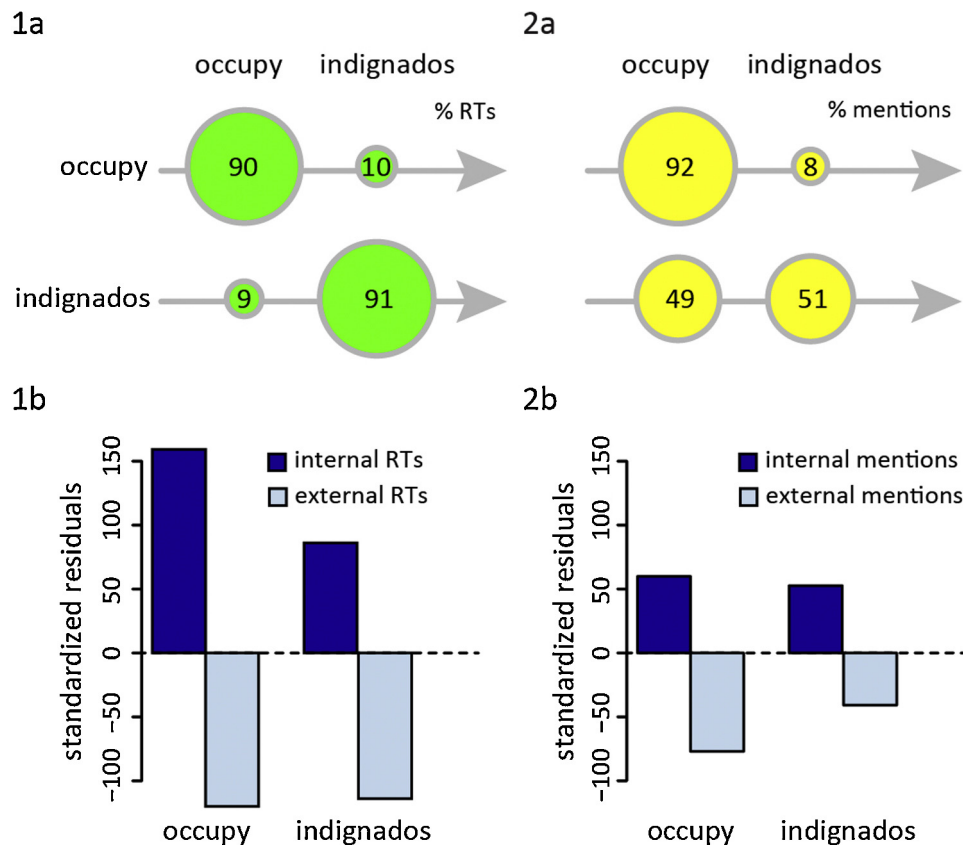 1a
occupy indignados
% RTs
occupy 90 10
indignados 9 91
2a
occupy indignados
% mentions
92 8
49 51
1b
standardized residuals
150
100
50
0
−50
−100
internal RTs
external RTs
occupy indignados
2b
standardized residuals
150
100
50
0
−50
−100
internal mentions
external mentions
occupy indignados